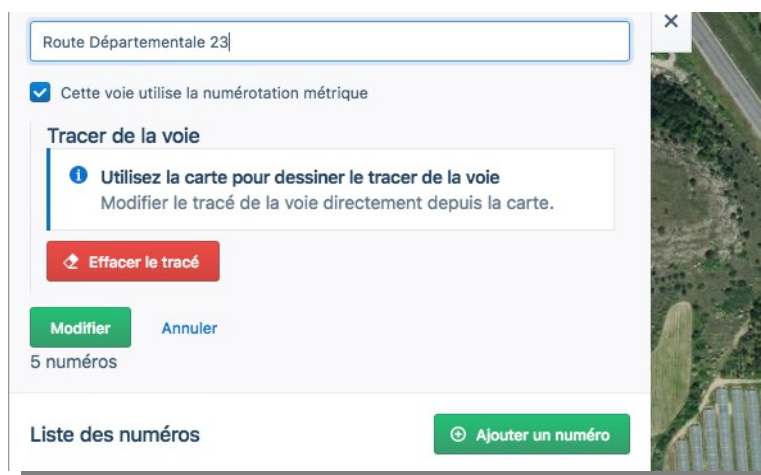 Route Départementale 23
Cette voie utilise la numérotation métrique
Tracer de la voie
Utilisez la carte pour dessiner le tracer de la voie
Modifier le tracé de la voie directement depuis la carte.
Effacer le tracé
Modifier Annuler
5 numéros
Liste des numéros Ajouter un numéro